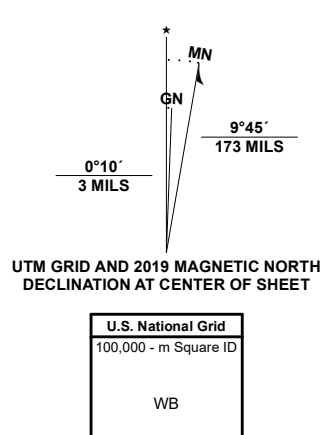 ★
MN
GN
9°45´
173 MILS
0°10´
3 MILS
UTM GRID AND 2019 MAGNETIC NORTH
DECLINATION AT CENTER OF SHEET
U.S. National Grid
100,000 - m Square ID
WB